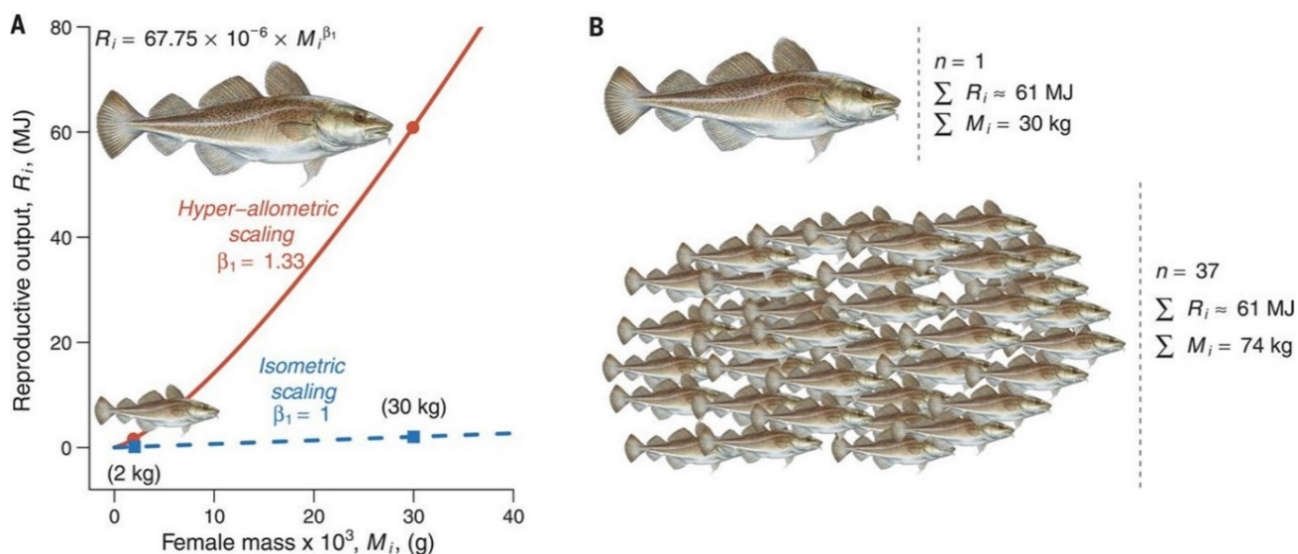 A
R_i = 67.75 × 10⁻⁶ × M_i^β₁
Reproductive output, R_i, (MJ)
80
60
40
20
0
Hyper–allometric
scaling
β₁ = 1.33
Isometric
scaling
β₁ = 1
(30 kg)
(2 kg)
0 10 20 30 40
Female mass x 10³, M_i, (g)
B
n = 1
∑ R_i ≈ 61 MJ
∑ M_i = 30 kg
n = 37
∑ R_i ≈ 61 MJ
∑ M_i = 74 kg